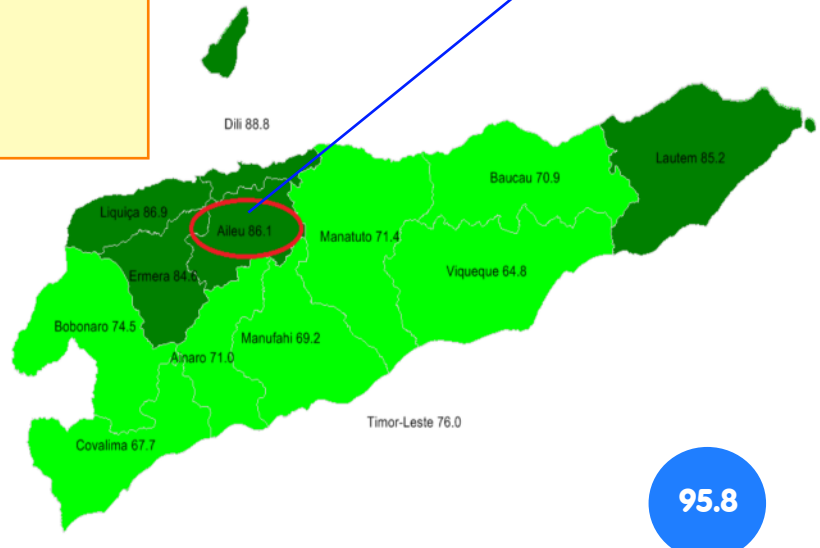 Dili 88.8
Lautem 85.2
Baucau 70.9
Liquiça 86.9
Aileu 86.1
Manatuto 71.4
Viqueque 64.8
Ermera 84.6
Bobonaro 74.5
Manufahi 69.2
Ainaro 71.0
Timor-Leste 76.0
Covalima 67.7
95.8